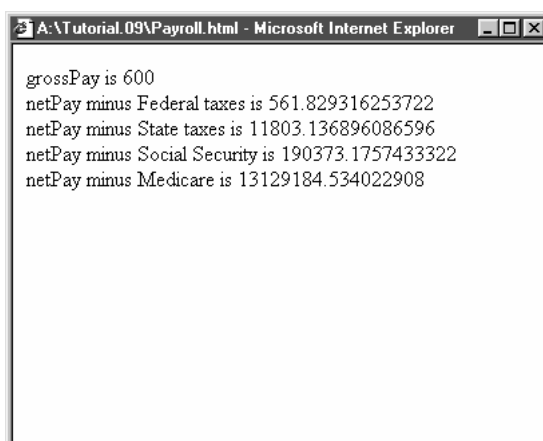 A:\Tutorial.09\Payroll.html - Microsoft Internet Explorer
grossPay is 600
netPay minus Federal taxes is 561.829316253722
netPay minus State taxes is 11803.136896086596
netPay minus Social Security is 190373.1757433322
netPay minus Medicare is 13129184.534022908